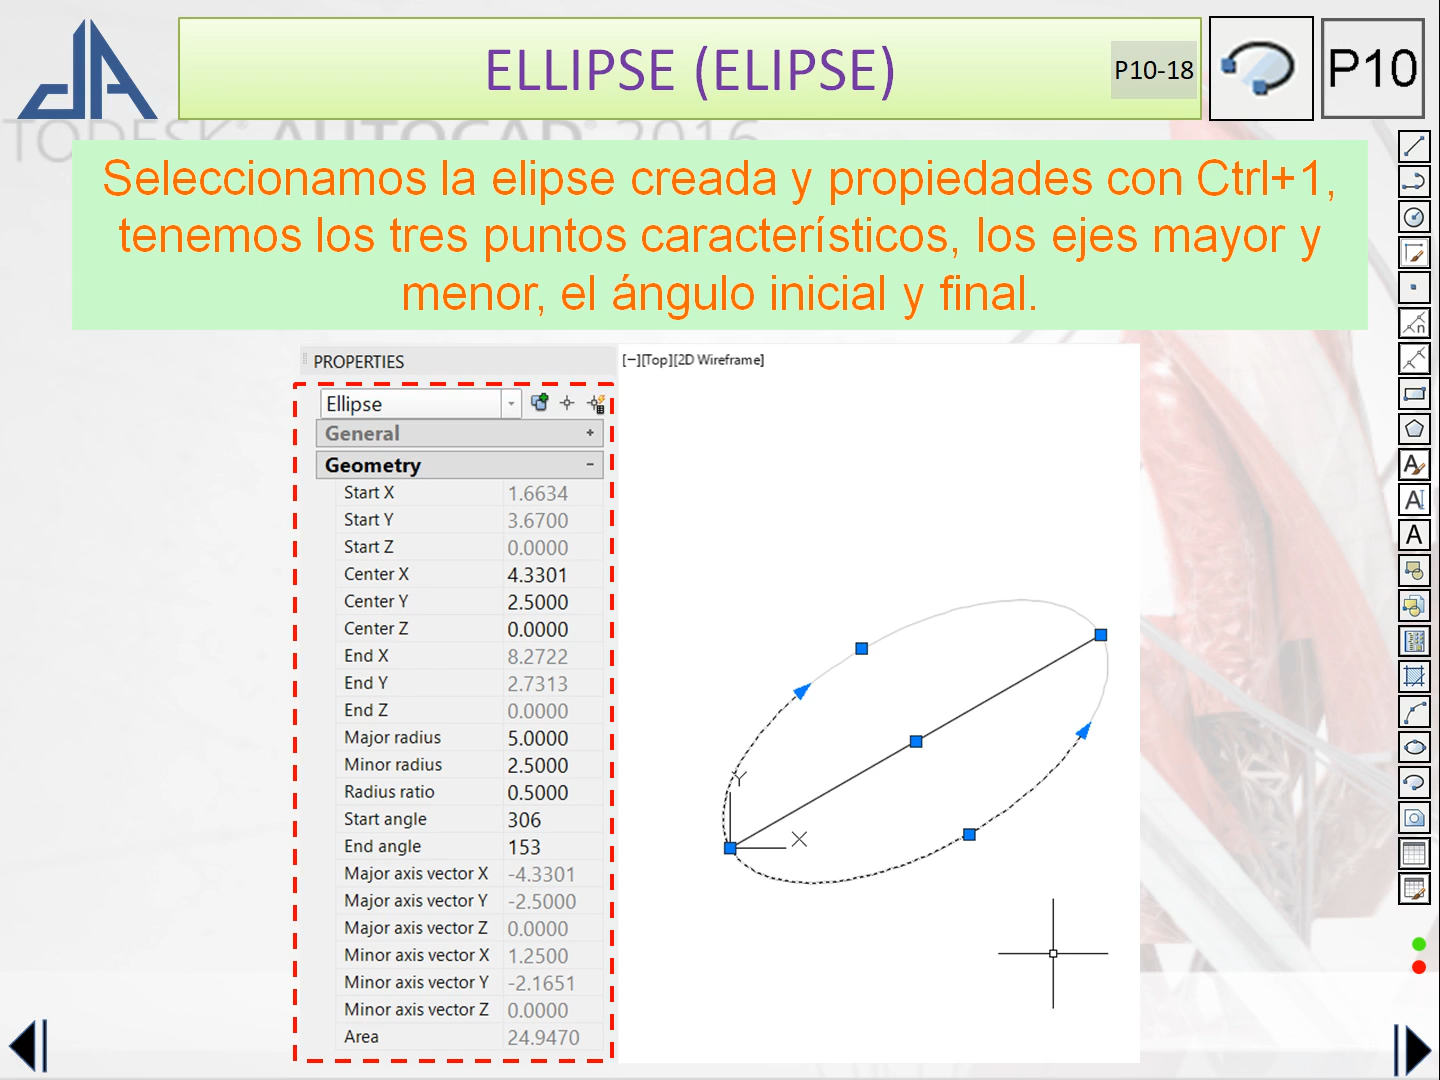 ELLIPSE (ELIPSE)
P10-18
P10
TODESK® AUTOCAD® 2016
Seleccionamos la elipse creada y propiedades con Ctrl+1,
tenemos los tres puntos característicos, los ejes mayor y
menor, el ángulo inicial y final.
PROPERTIES
[−][Top][2D Wireframe]
Ellipse
General +
Geometry −
Start X 1.6634
Start Y 3.6700
Start Z 0.0000
Center X 4.3301
Center Y 2.5000
Center Z 0.0000
End X 8.2722
End Y 2.7313
End Z 0.0000
Major radius 5.0000
Minor radius 2.5000
Radius ratio 0.5000
Start angle 306
End angle 153
Major axis vector X -4.3301
Major axis vector Y -2.5000
Major axis vector Z 0.0000
Minor axis vector X 1.2500
Minor axis vector Y -2.1651
Minor axis vector Z 0.0000
Area 24.9470
Y
X
n
A
A
A